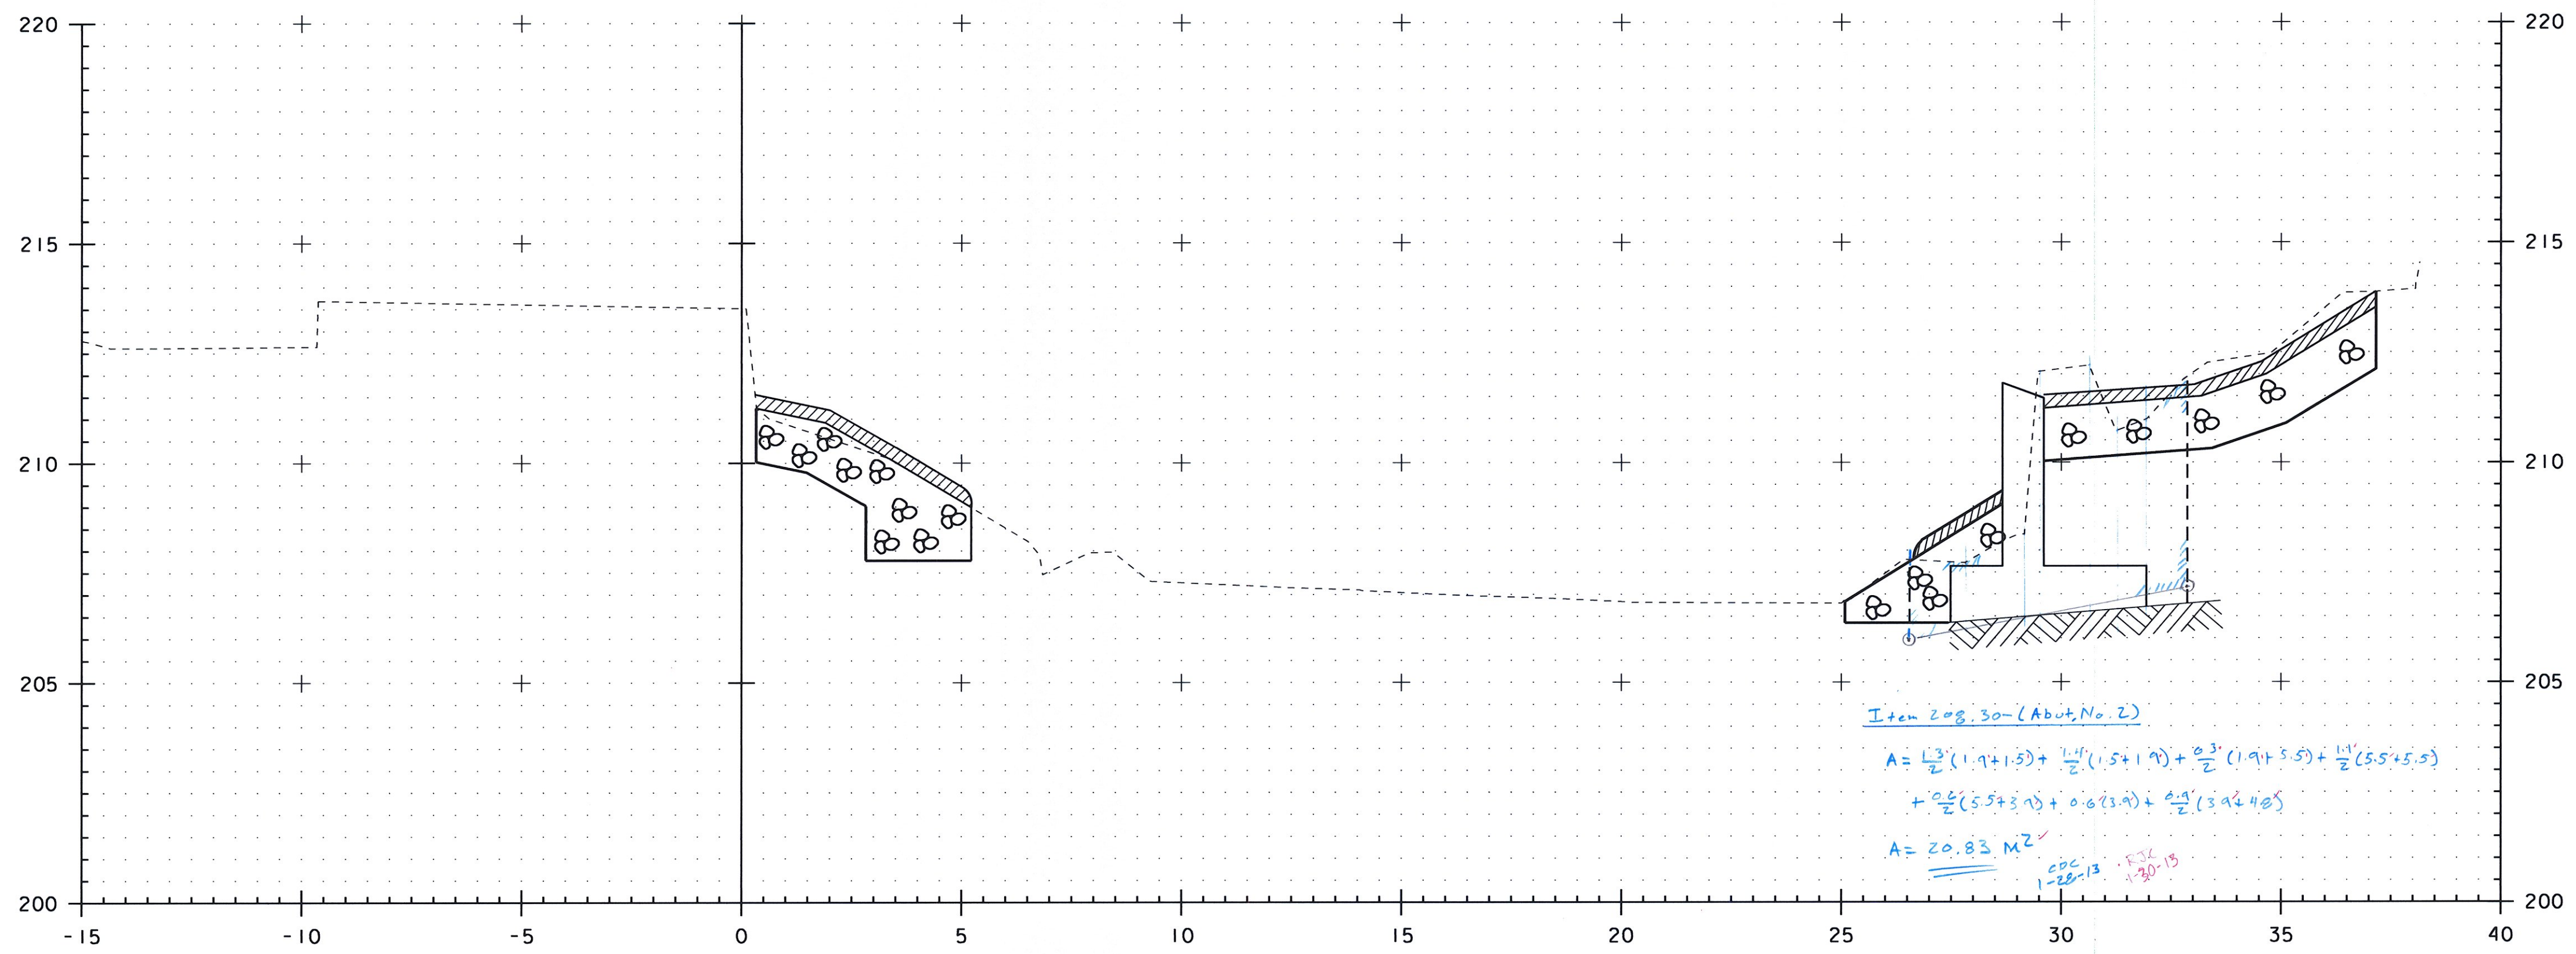 220 220
215 215
210 210
205 205
Item 208.30-(Abut. No. 2)
A = 1.3/2 (1.9+1.5) + 1.4/2 (1.5+1.9) + 0.3/2 (1.9+5.5) + 1.1/2 (5.5+5.5)
+ 0.6/2 (5.5+3.9) + 0.6(3.9) + 0.9/2 (3.9+4.8)
A = 20.83 M²
CDC
1-28-13
RJC
1-30-13
200 200
-15 -10 -5 0 5 10 15 20 25 30 35 40